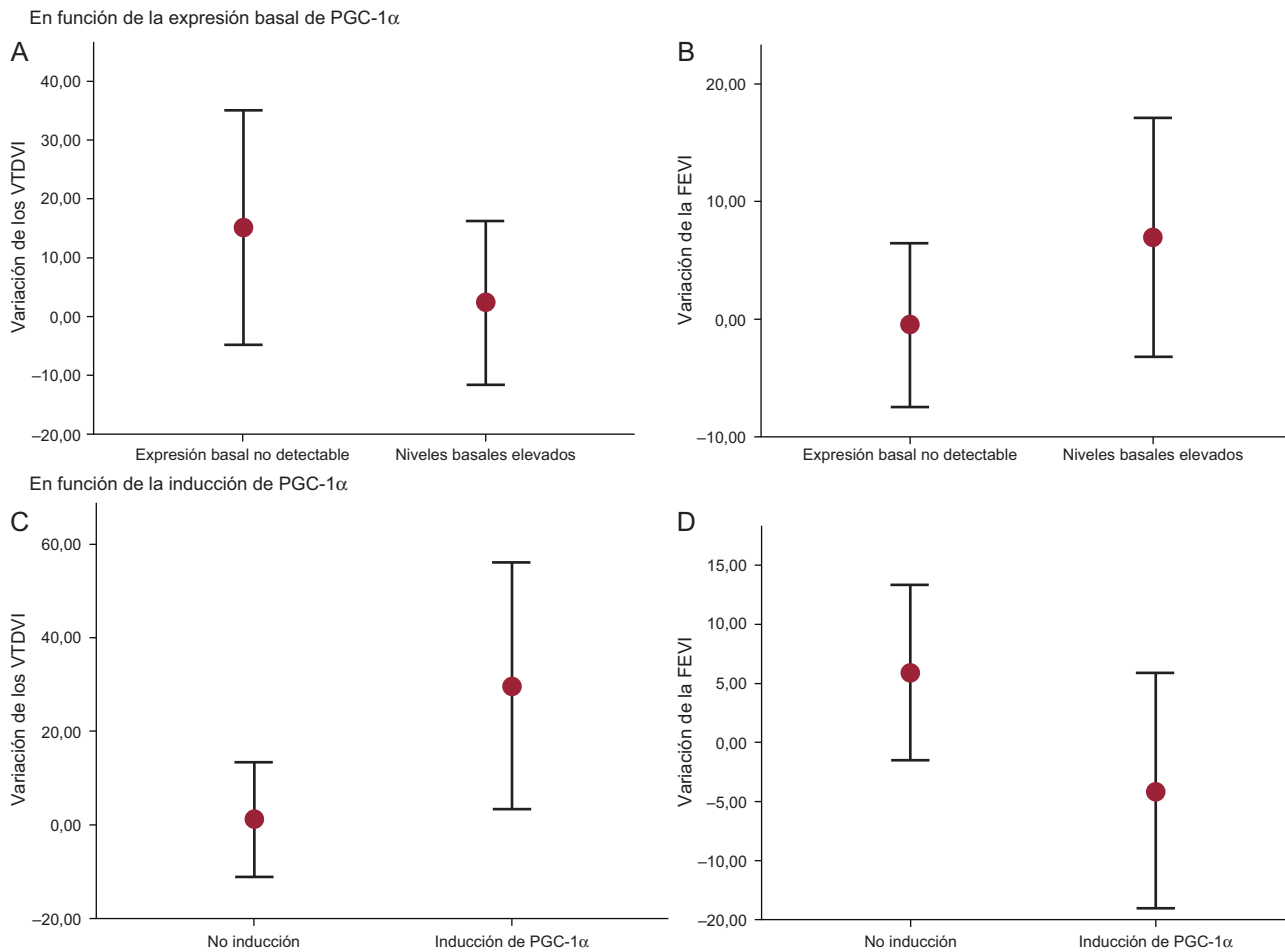 En función de la expresión basal de PGC-1α
A
Variación de los VTDVI
40,00
30,00
20,00
10,00
0,00
–10,00
–20,00
Expresión basal no detectable
Niveles basales elevados
B
Variación de la FEVI
20,00
10,00
0,00
–10,00
Expresión basal no detectable
Niveles basales elevados
En función de la inducción de PGC-1α
C
Variación de los VTDVI
60,00
40,00
20,00
0,00
–20,00
No inducción
Inducción de PGC-1α
D
Variación de la FEVI
15,00
10,00
5,00
0,00
–5,00
–10,00
–15,00
–20,00
No inducción
Inducción de PGC-1α